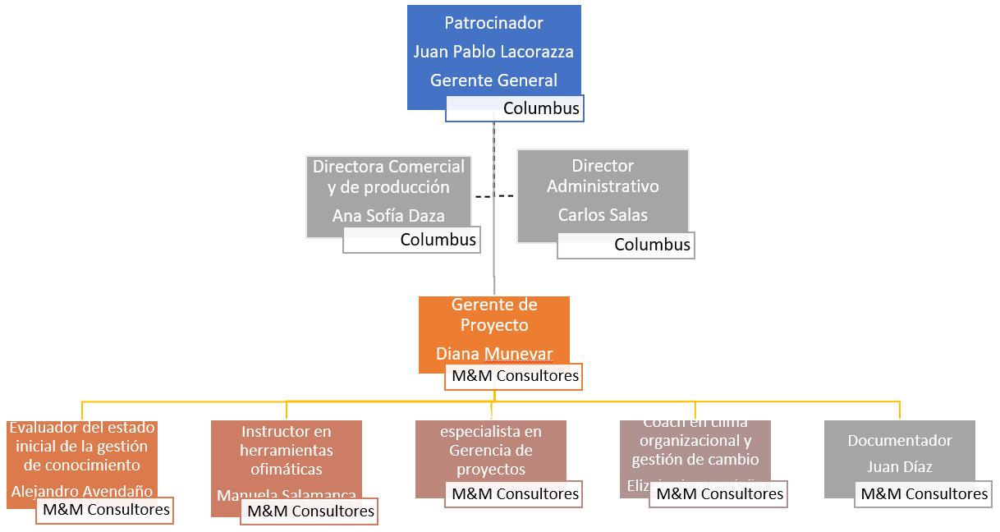 Patrocinador
Juan Pablo Lacorazza
Gerente General
Columbus
Directora Comercial
y de producción
Ana Sofía Daza
Columbus
Director
Administrativo
Carlos Salas
Columbus
Gerente de
Proyecto
Diana Munevar
M&M Consultores
Evaluador del estado
inicial de la gestión
de conocimiento
Alejandro Avendaño
M&M Consultores
Instructor en
herramientas
ofimáticas
Manuela Salamanca
M&M Consultores
especialista en
Gerencia de
proyectos
M&M Consultores
Coach en clima
organizacional y
gestión de cambio
M&M Consultores
Documentador
Juan Díaz
M&M Consultores